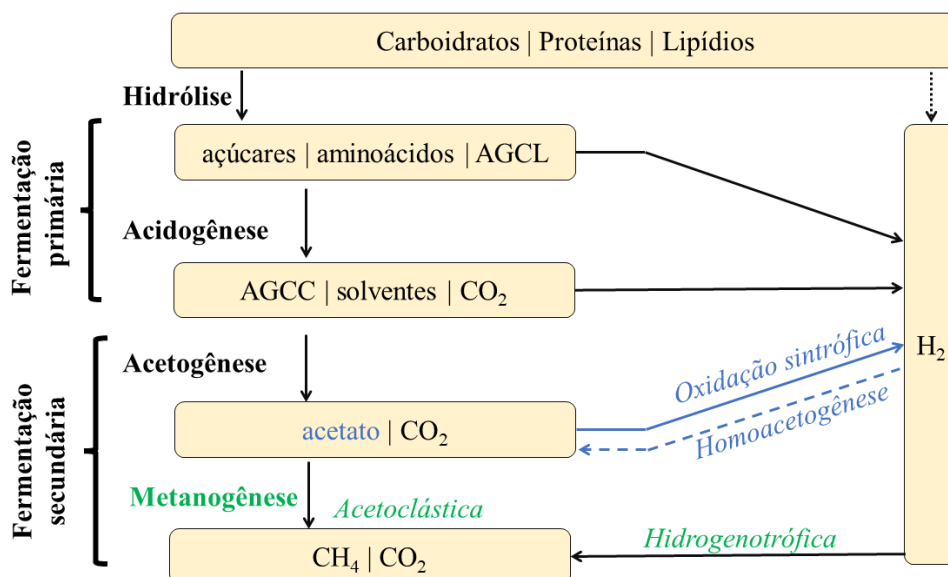 Carboidratos | Proteínas | Lipídios
Hidrólise
açúcares | aminoácidos | AGCL
Fermentação
primária
Acidogênese
AGCC | solventes | CO₂
Acetogênese
Oxidação sintrófica
H₂
Homoacetogênese
acetato | CO₂
Fermentação
secundária
Metanogênese
Acetoclástica
Hidrogenotrófica
CH₄ | CO₂